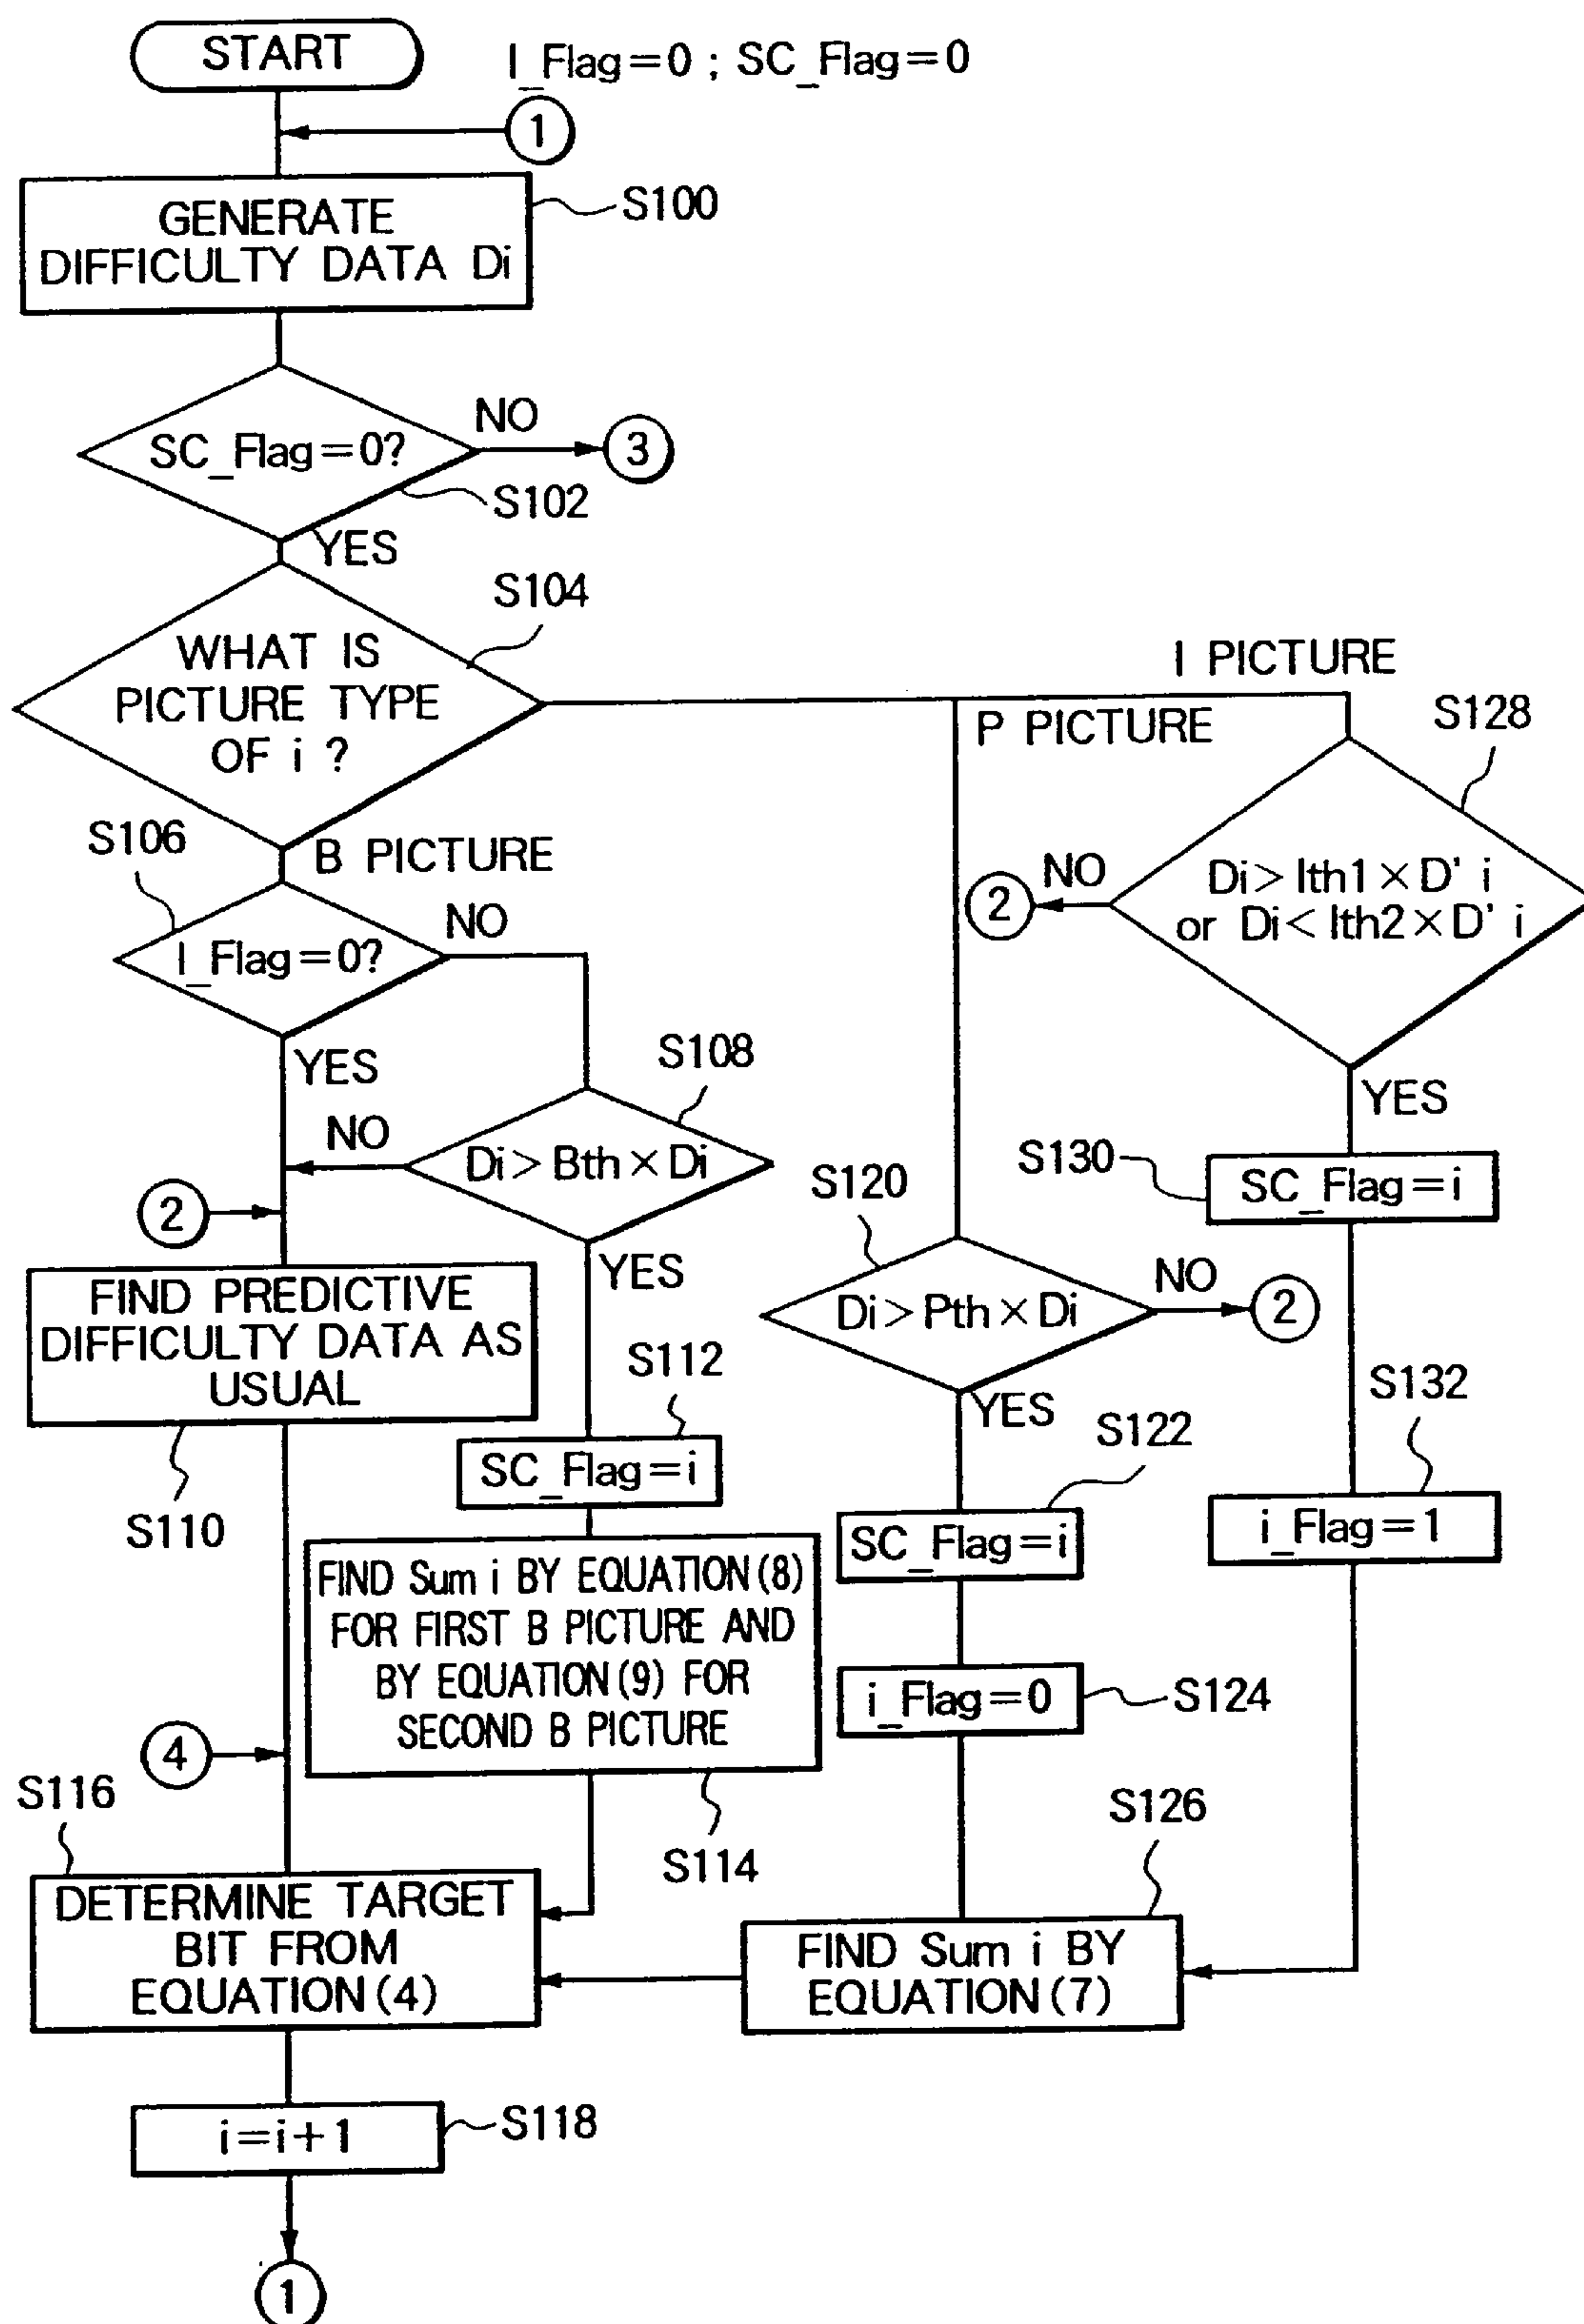 START
I_Flag=0 ; SC_Flag=0
1
GENERATE
DIFFICULTY DATA Di
S100
SC_Flag=0?
NO
3
S102
YES
S104
WHAT IS
PICTURE TYPE
OF i ?
I PICTURE
P PICTURE
S128
S106
B PICTURE
NO
I_Flag=0?
2
NO
Di>Ith1×D' i
or Di<Ith2×D' i
YES
S108
NO
Di>Bth×Di
YES
S130
SC_Flag=i
2
S120
YES
FIND PREDICTIVE
DIFFICULTY DATA AS
USUAL
Di>Pth×Di
NO
2
S112
S132
YES
S122
SC_Flag=i
S110
SC_Flag=i
i_Flag=1
FIND Sum i BY EQUATION(8)
FOR FIRST B PICTURE AND
BY EQUATION(9) FOR
SECOND B PICTURE
i_Flag=0
S124
4
S116
S126
S114
DETERMINE TARGET
BIT FROM
EQUATION(4)
FIND Sum i BY
EQUATION(7)
i=i+1
S118
1